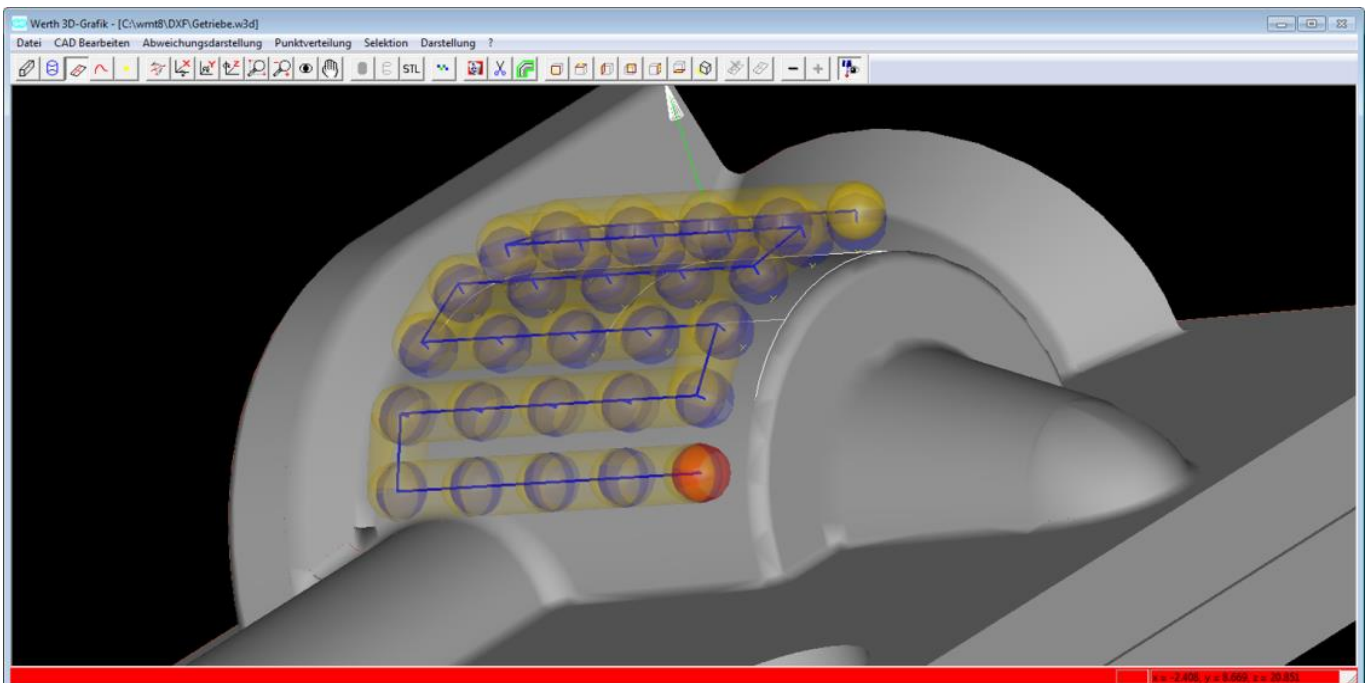 Werth 3D-Grafik - [C:\wmt8\DXF\Getriebe.w3d]
Datei CAD Bearbeiten Abweichungsdarstellung Punktverteilung Selektion Darstellung ?
STL
x = -2.408, y = 8.669, z = 20.851